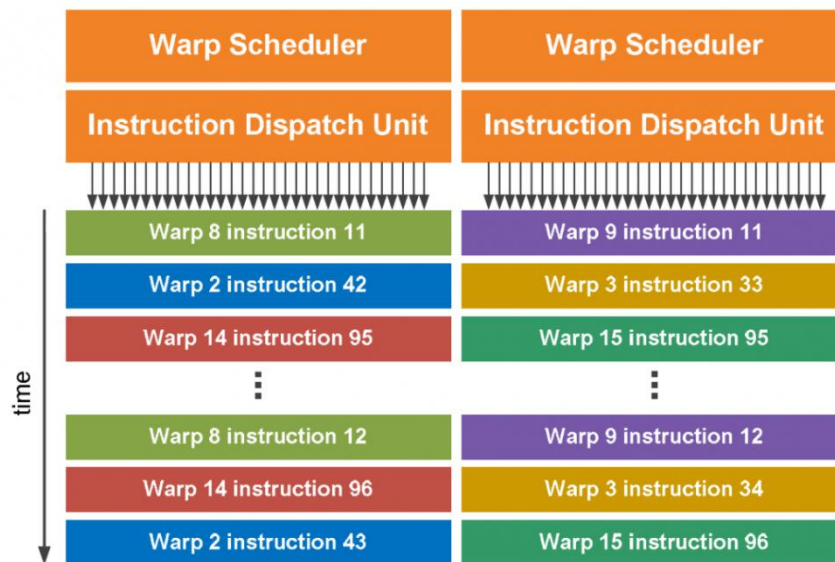 Warp Scheduler
Warp Scheduler
Instruction Dispatch Unit
Instruction Dispatch Unit
time
Warp 8 instruction 11
Warp 9 instruction 11
Warp 2 instruction 42
Warp 3 instruction 33
Warp 14 instruction 95
Warp 15 instruction 95
Warp 8 instruction 12
Warp 9 instruction 12
Warp 14 instruction 96
Warp 3 instruction 34
Warp 2 instruction 43
Warp 15 instruction 96